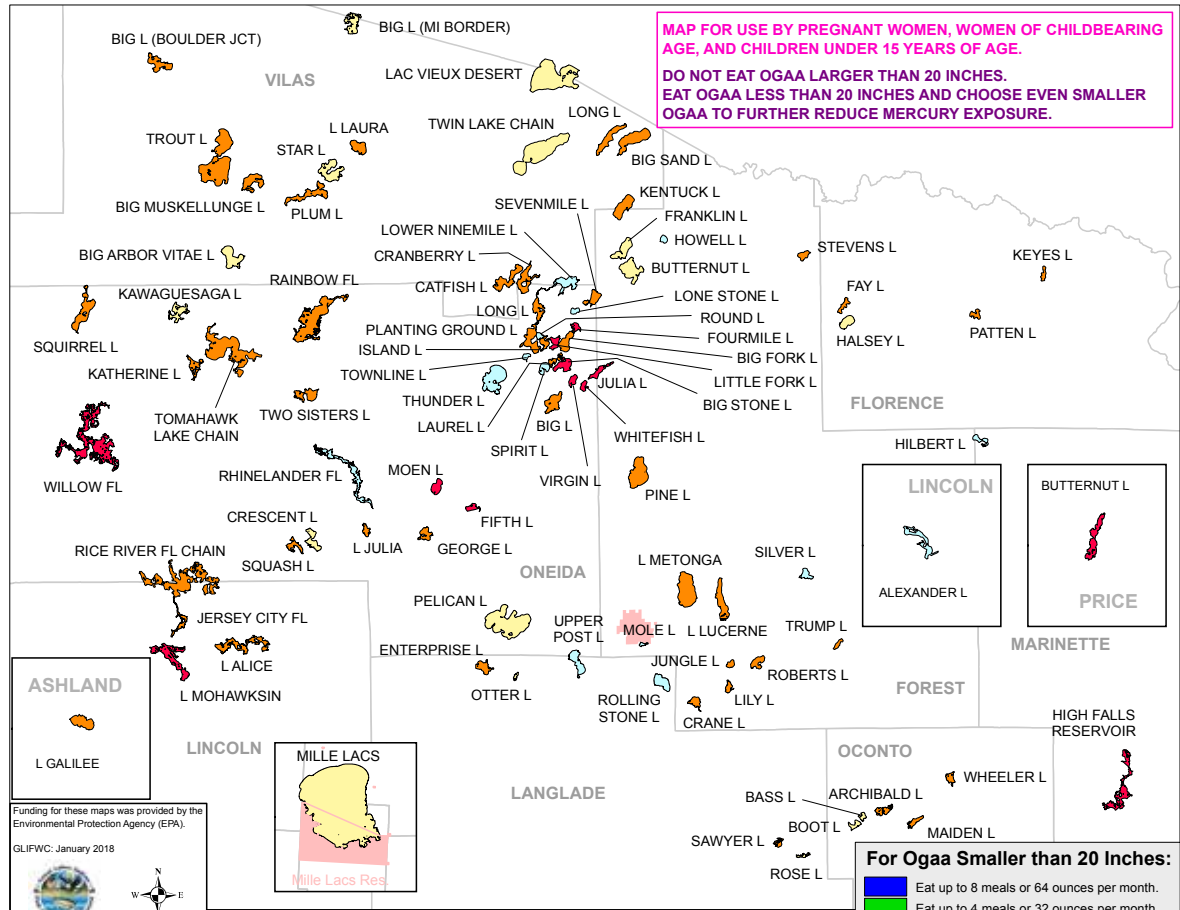 BIG L (MI BORDER)
BIG L (BOULDER JCT)
MAP FOR USE BY PREGNANT WOMEN, WOMEN OF CHILDBEARING
AGE, AND CHILDREN UNDER 15 YEARS OF AGE.
DO NOT EAT OGAA LARGER THAN 20 INCHES.
EAT OGAA LESS THAN 20 INCHES AND CHOOSE EVEN SMALLER
OGAA TO FURTHER REDUCE MERCURY EXPOSURE.
VILAS
LAC VIEUX DESERT
TROUT L
L LAURA
STAR L
TWIN LAKE CHAIN
LONG L
BIG SAND L
BIG MUSKELLUNGE L
PLUM L
KENTUCK L
SEVENMILE L
FRANKLIN L
LOWER NINEMILE L
HOWELL L
STEVENS L
KEYES L
BIG ARBOR VITAE L
CRANBERRY L
BUTTERNUT L
RAINBOW FL
CATFISH L
KAWAGUESAGA L
FAY L
LONE STONE L
LONG L
ROUND L
PLANTING GROUND L
FOURMILE L
PATTEN L
HALSEY L
SQUIRREL L
ISLAND L
BIG FORK L
KATHERINE L
TOWNLINE L
LITTLE FORK L
JULIA L
THUNDER L
FLORENCE
TOMAHAWK
LAKE CHAIN
TWO SISTERS L
BIG STONE L
LAUREL L
BIG L
WHITEFISH L
HILBERT L
SPIRIT L
MOEN L
RHINELANDER FL
VIRGIN L
WILLOW FL
PINE L
LINCOLN
BUTTERNUT L
CRESCENT L
FIFTH L
L JULIA
GEORGE L
RICE RIVER FL CHAIN
SQUASH L
SILVER L
L METONGA
ONEIDA
ALEXANDER L
PRICE
PELICAN L
JERSEY CITY FL
UPPER
POST L
MOLE L
L LUCERNE
TRUMP L
MARINETTE
ENTERPRISE L
L ALICE
JUNGLE L
ROBERTS L
ASHLAND
L MOHAWKSIN
OTTER L
ROLLING
STONE L
LILY L
FOREST
CRANE L
HIGH FALLS
RESERVOIR
L GALILEE
LINCOLN
MILLE LACS
OCONTO
WHEELER L
LANGLADE
BASS L
ARCHIBALD L
Funding for these maps was provided by the
Environmental Protection Agency (EPA).
BOOT L
MAIDEN L
SAWYER L
GLIFWC: January 2018
ROSE L
For Ogaa Smaller than 20 Inches:
Mille Lacs Res.
N
W
E
Eat up to 8 meals or 64 ounces per month.
Eat up to 4 meals or 32 ounces per month.